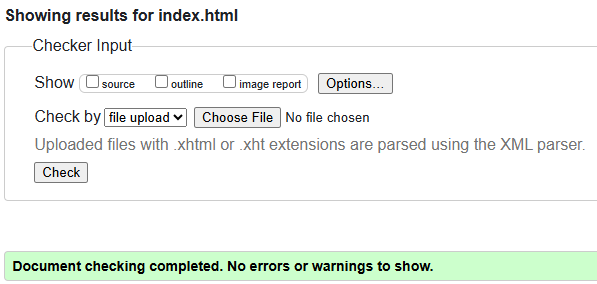 Showing results for index.html
Checker Input
Show source outline image report Options...
Check by file upload Choose File No file chosen
Uploaded files with .xhtml or .xht extensions are parsed using the XML parser.
Check
Document checking completed. No errors or warnings to show.